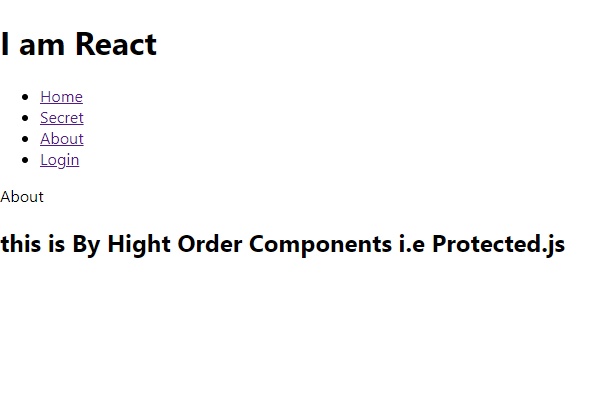 I am React
Home
Secret
About
Login
About
this is By Hight Order Components i.e Protected.js